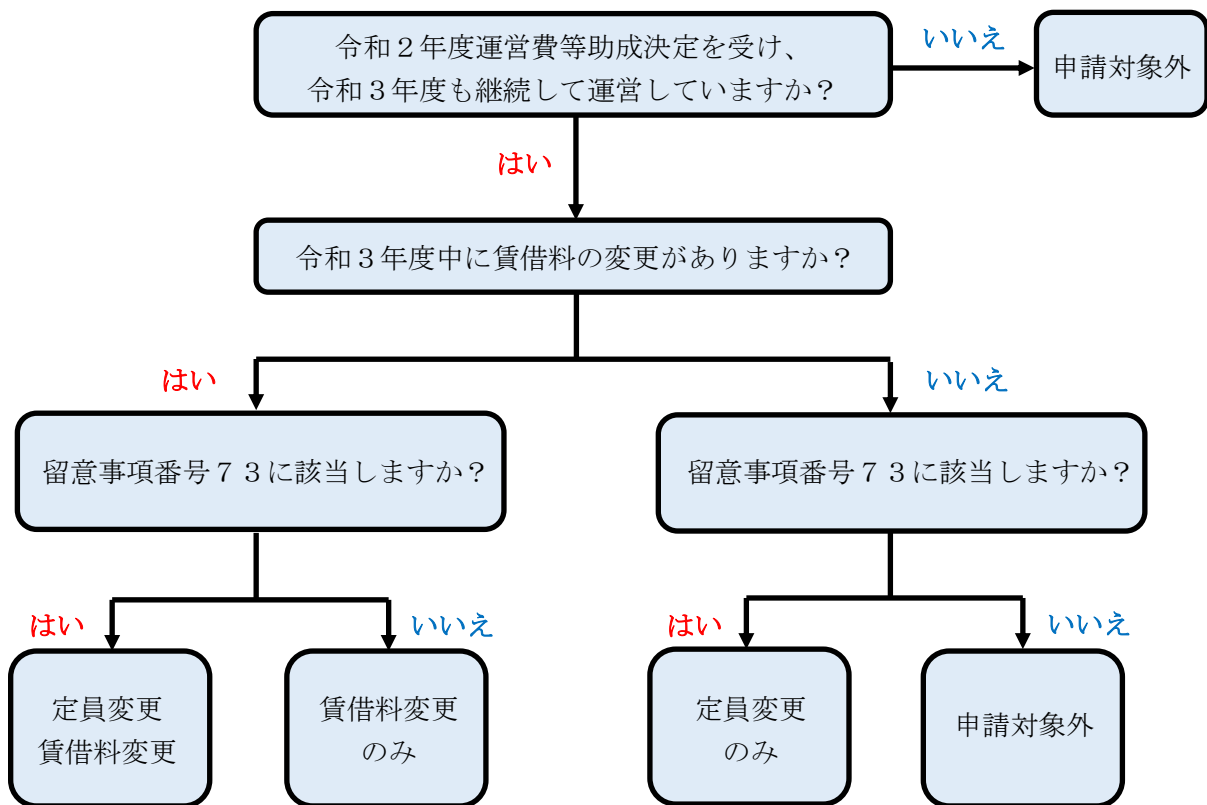 令和２年度運営費等助成決定を受け、
令和３年度も継続して運営していますか？
いいえ
申請対象外
はい
令和３年度中に賃借料の変更がありますか？
はい
いいえ
留意事項番号７３に該当しますか？
留意事項番号７３に該当しますか？
はい
いいえ
はい
いいえ
定員変更
賃借料変更
賃借料変更
のみ
定員変更
のみ
申請対象外